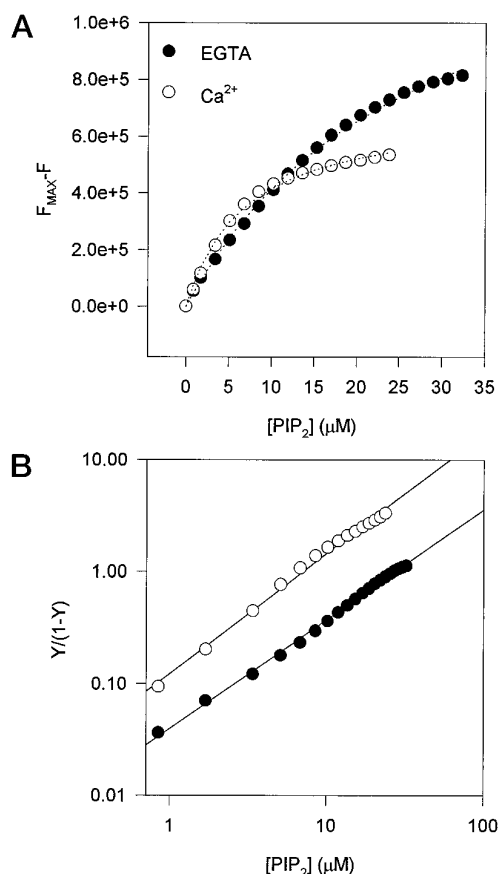 A
1.0e+6
EGTA
Ca²⁺
8.0e+5
6.0e+5
4.0e+5
2.0e+5
0.0e+0
F_MAX-F
0 5 10 15 20 25 30 35
[PIP₂] (μM)
B
10.00
1.00
0.10
0.01
Y/(1-Y)
1 10 100
[PIP₂] (μM)